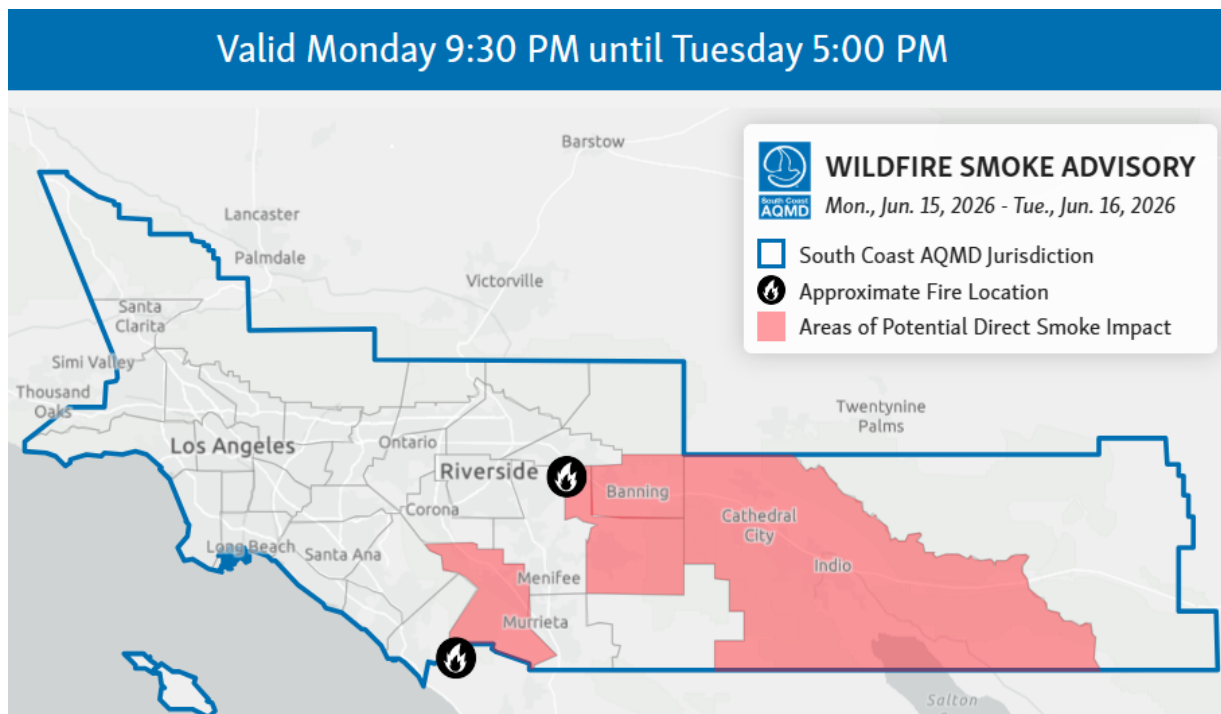 Valid Monday 9:30 PM until Tuesday 5:00 PM
WILDFIRE SMOKE ADVISORY
South Coast
AQMD
Mon., Jun. 15, 2026 - Tue., Jun. 16, 2026
South Coast AQMD Jurisdiction
Approximate Fire Location
Areas of Potential Direct Smoke Impact
Barstow
Lancaster
Palmdale
Victorville
Santa
Clarita
Simi Valley
Thousand
Oaks
Twentynine
Palms
Los Angeles
Ontario
Riverside
Banning
Corona
Cathedral
City
Long Beach
Santa Ana
Indio
Menifee
Murrieta
Salton